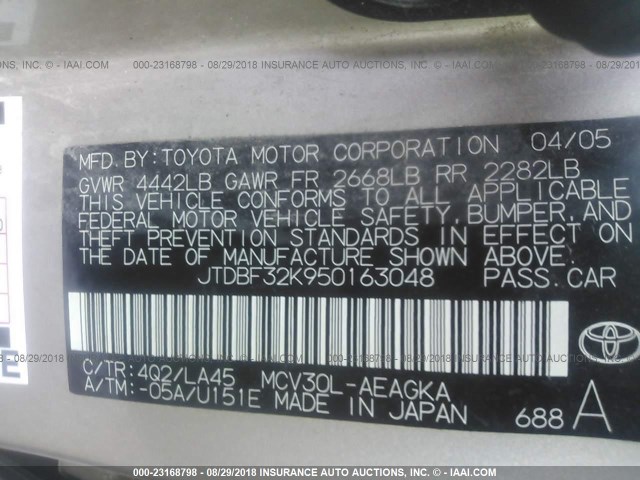 000-23168798 - 08/29/2018 INSURANCE AUTO AUCTIONS, INC. - © IAAI.COM
MFD. BY: TOYOTA MOTOR CORPORATION 04/05
GVWR 4442LB GAWR FR 2668LB RR 2282LB
THIS VEHICLE CONFORMS TO ALL APPLICABLE
FEDERAL MOTOR VEHICLE SAFETY, BUMPER, AND
THEFT PREVENTION STANDARDS IN EFFECT ON
THE DATE OF MANUFACTURE SHOWN ABOVE.
JTDBF32K950163048 PASS. CAR
C/TR: 4Q2/LA45 MCV30L-AEAGKA
A/TM: -05A/U151E MADE IN JAPAN 688 A
000-23168798 - 08/29/2018 INSURANCE AUTO AUCTIONS, INC. - © IAAI.COM